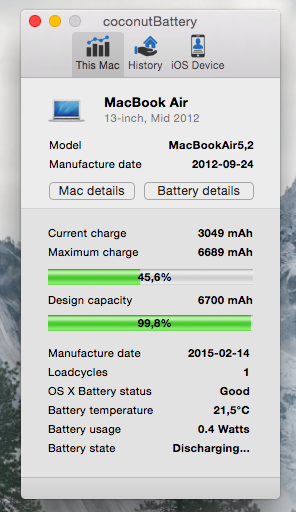 coconutBattery
This Mac History iOS Device
MacBook Air
13-inch, Mid 2012
Model MacBookAir5,2
Manufacture date 2012-09-24
Mac details Battery details
Current charge 3049 mAh
Maximum charge 6689 mAh
45,6%
Design capacity 6700 mAh
99,8%
Manufacture date 2015-02-14
Loadcycles 1
OS X Battery status Good
Battery temperature 21,5°C
Battery usage 0.4 Watts
Battery state Discharging...